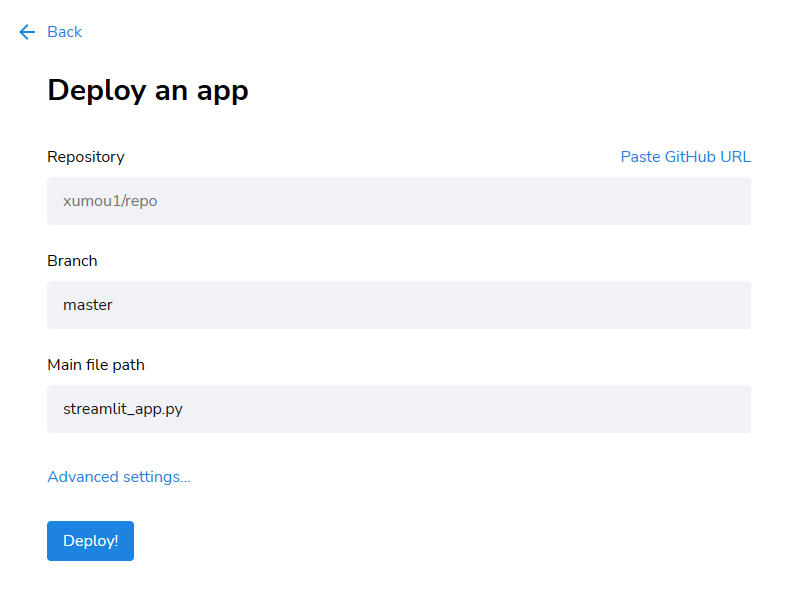 Back
Deploy an app
Repository
Paste GitHub URL
xumou1/repo
Branch
master
Main file path
streamlit_app.py
Advanced settings...
Deploy!